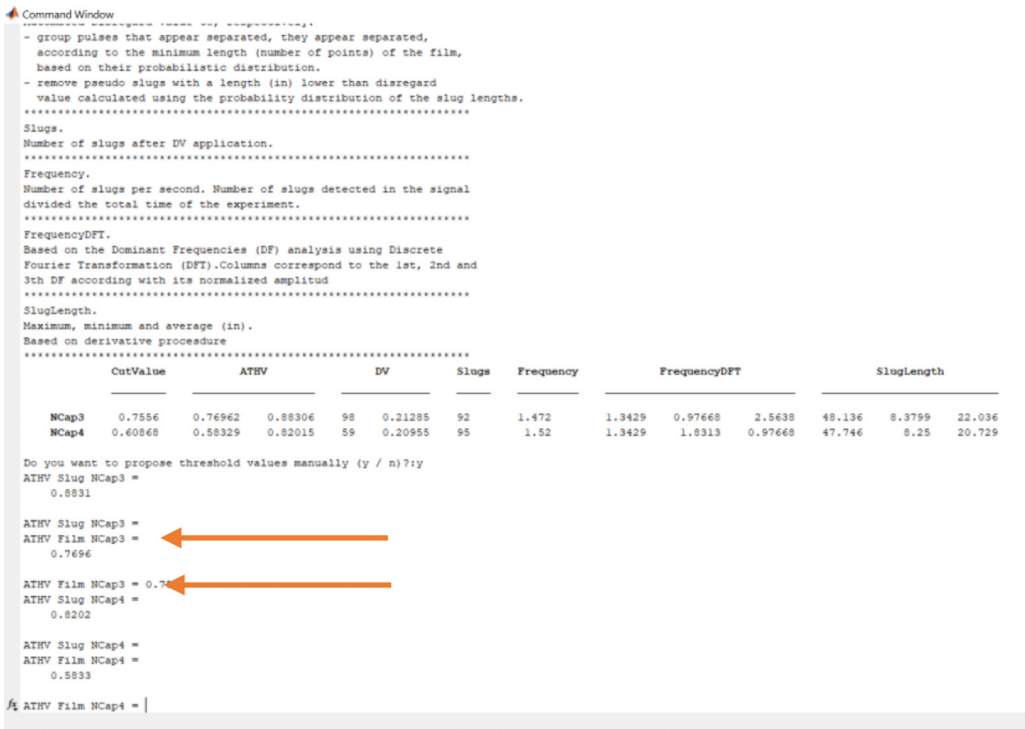 Command Window
- group pulses that appear separated, they appear separated,
according to the minimum length (number of points) of the film,
based on their probabilistic distribution.
- remove pseudo slugs with a length (in) lower than disregard
value calculated using the probability distribution of the slug lengths.
************************************************************************
Slugs.
Number of slugs after DV application.
************************************************************************
Frequency.
Number of slugs per second. Number of slugs detected in the signal
divided the total time of the experiment.
************************************************************************
FrequencyDFT.
Based on the Dominant Frequencies (DF) analysis using Discrete
Fourier Transformation (DFT).Columns correspond to the 1st, 2nd and
3th DF according with its normalized amplitud
************************************************************************
SlugLength.
Maximum, minimum and average (in).
Based on derivative procesdure
************************************************************************
CutValue ATHV DV Slugs Frequency FrequencyDFT SlugLength
NCap3 0.7556 0.76962 0.88306 98 0.21285 92 1.472 1.3429 0.97668 2.5638 48.136 8.3799 22.036
NCap4 0.60868 0.58329 0.82015 59 0.20955 95 1.52 1.3429 1.8313 0.97668 47.746 8.25 20.729
Do you want to propose threshold values manually (y / n)?:y
ATHV Slug NCap3 =
0.8831
ATHV Slug NCap3 =
ATHV Film NCap3 =
0.7696
ATHV Film NCap3 = 0.7
ATHV Slug NCap4 =
0.8202
ATHV Slug NCap4 =
ATHV Film NCap4 =
0.5833
fx ATHV Film NCap4 =